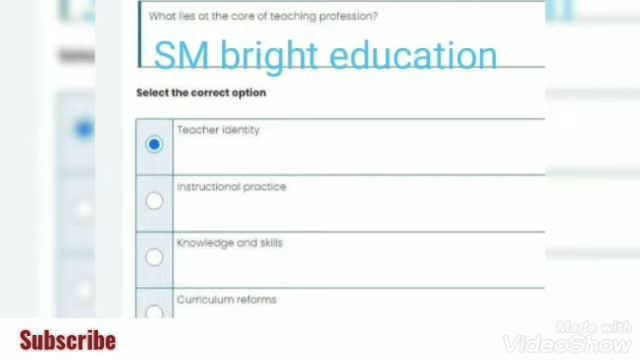 What lies at the core of teaching profession?
SM bright education
Select the correct option
Teacher identity
Instructional practice
Knowledge and skills
Curriculum reforms
Subscribe
Made with
VideoShow